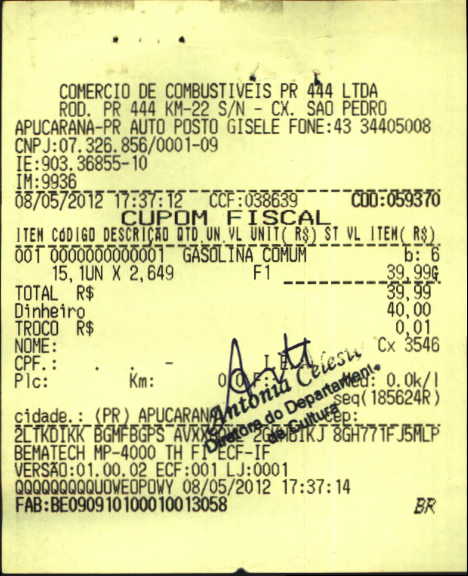 COMERCIO DE COMBUSTIVEIS PR 444 LTDA
ROD. PR 444 KM-22 S/N - CX. SAO PEDRO
APUCARANA-PR AUTO POSTO GISELE FONE:43 34405008
CNPJ:07.326.856/0001-09
IE:903.36855-10
IM:9936
08/05/2012 17:37:12 CCF:038639 COO:059370
CUPOM FISCAL
ITEM CÓDIGO DESCRIÇÃO QTD.UN.VL UNIT( R$) ST VL ITEM( R$)
001 0000000000001 GASOLINA COMUM b: 6
15,1UN X 2,649 F1 39,99G
TOTAL R$ 39,99
Dinheiro 40,00
TROCO R$ 0,01
NOME: Cx 3546
CPF.: . . -
Plc: Km: 0.0k/l
seq(185624R)
Antonia Celesti
Diretora do Departament
de Cultura
cidade.: (PR) APUCARANA cep:
2LTKDIKK BGMFBGPS 8GH77TFJ5MLP
BEMATECH MP-4000 TH FI ECF-IF
VERSÃO:01.00.02 ECF:001 LJ:0001
QQQQQQQQQUOWEOPOWY 08/05/2012 17:37:14
FAB:BE090910100010013058 BR